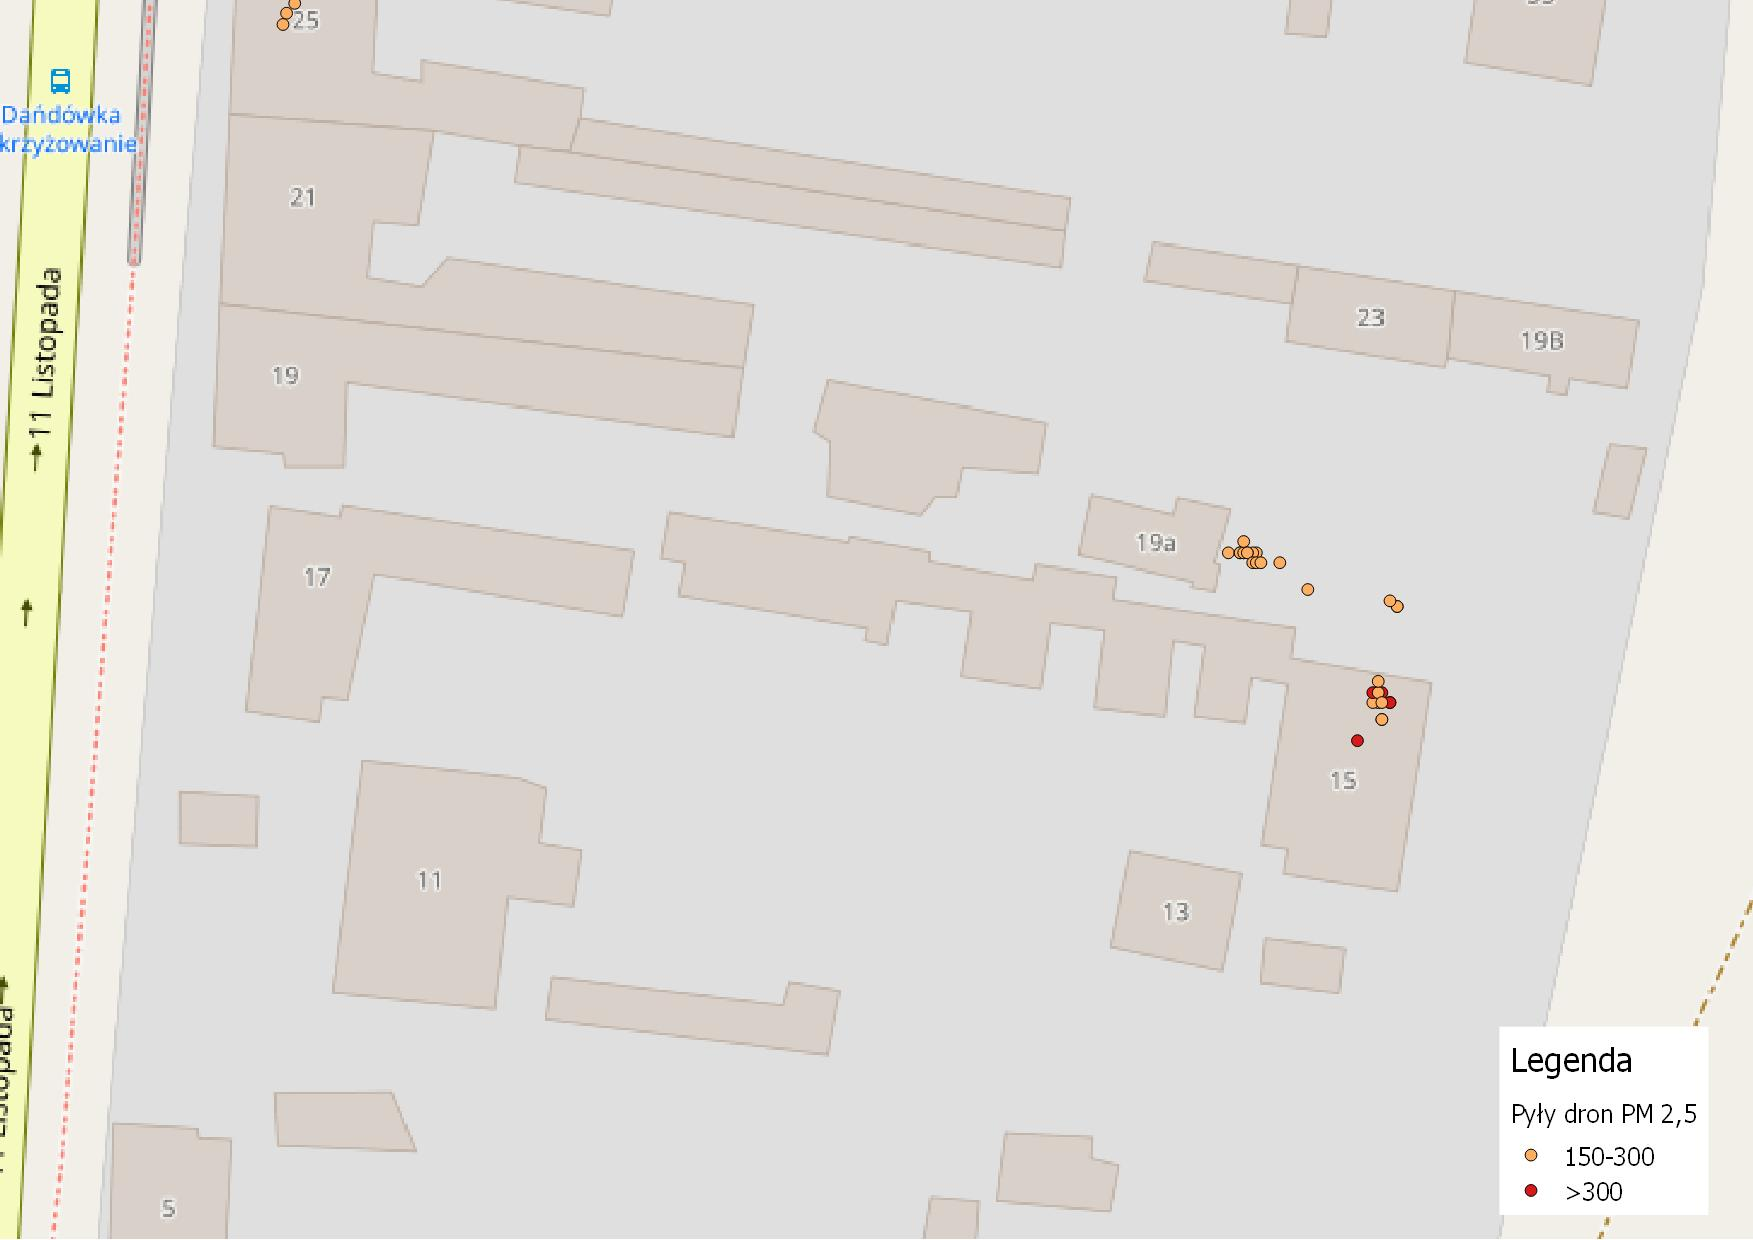 25
Dańdówka
krzyżowanie
21
11 Listopada
23
19B
19
19a
17
15
11
13
Legenda
Pyły dron PM 2,5
150-300
>300
5